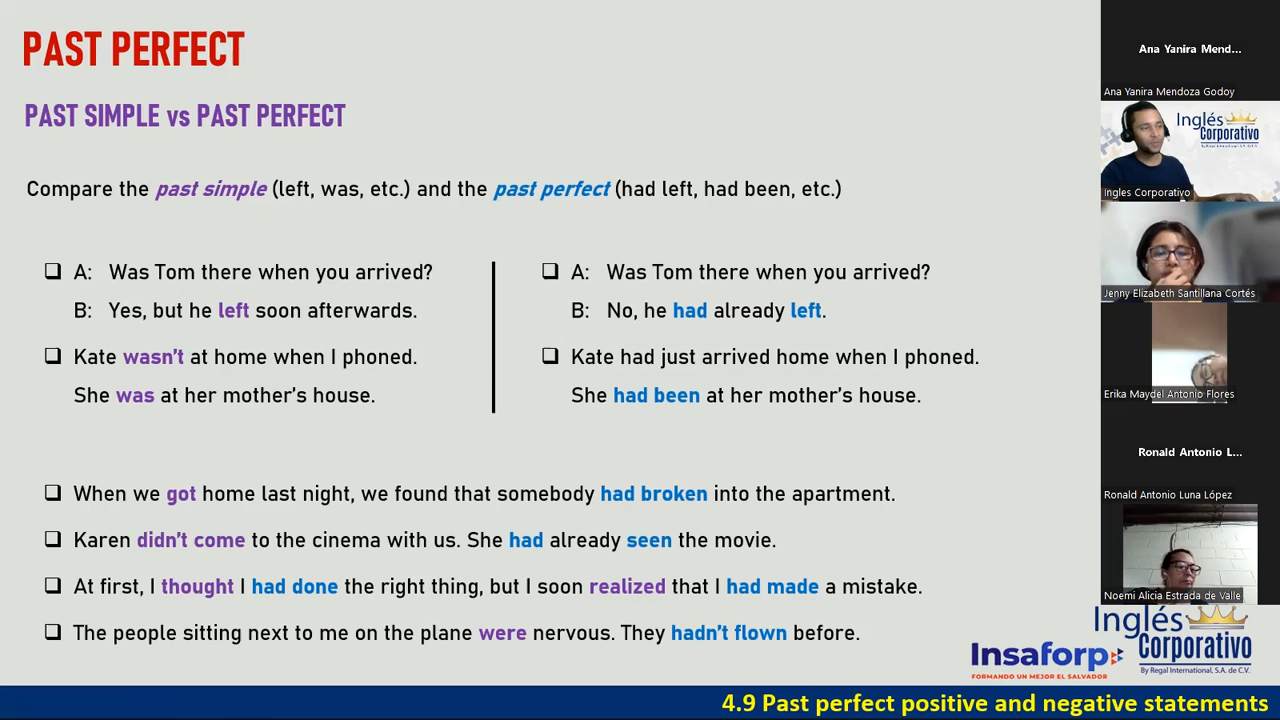 PAST PERFECT
PAST SIMPLE vs PAST PERFECT
Compare the past simple (left, was, etc.) and the past perfect (had left, had been, etc.)
A: Was Tom there when you arrived?
B: Yes, but he left soon afterwards.
Kate wasn't at home when I phoned.
She was at her mother's house.
A: Was Tom there when you arrived?
B: No, he had already left.
Kate had just arrived home when I phoned.
She had been at her mother's house.
When we got home last night, we found that somebody had broken into the apartment.
Karen didn't come to the cinema with us. She had already seen the movie.
At first, I thought I had done the right thing, but I soon realized that I had made a mistake.
The people sitting next to me on the plane were nervous. They hadn't flown before.
Ana Yanira Mend...
Ana Yanira Mendoza Godoy
Inglés
Corporativo
By Regal International, S.A. de C.V.
Ingles Corporativo
Jenny Elizabeth Santillana Cortés
Erika Maydel Antonio Flores
Ronald Antonio L...
Ronald Antonio Luna López
Noemi Alicia Estrada de Valle
Insaforp
FORMANDO UN MEJOR EL SALVADOR
Inglés
Corporativo
By Regal International, S.A. de C.V.
4.9 Past perfect positive and negative statements